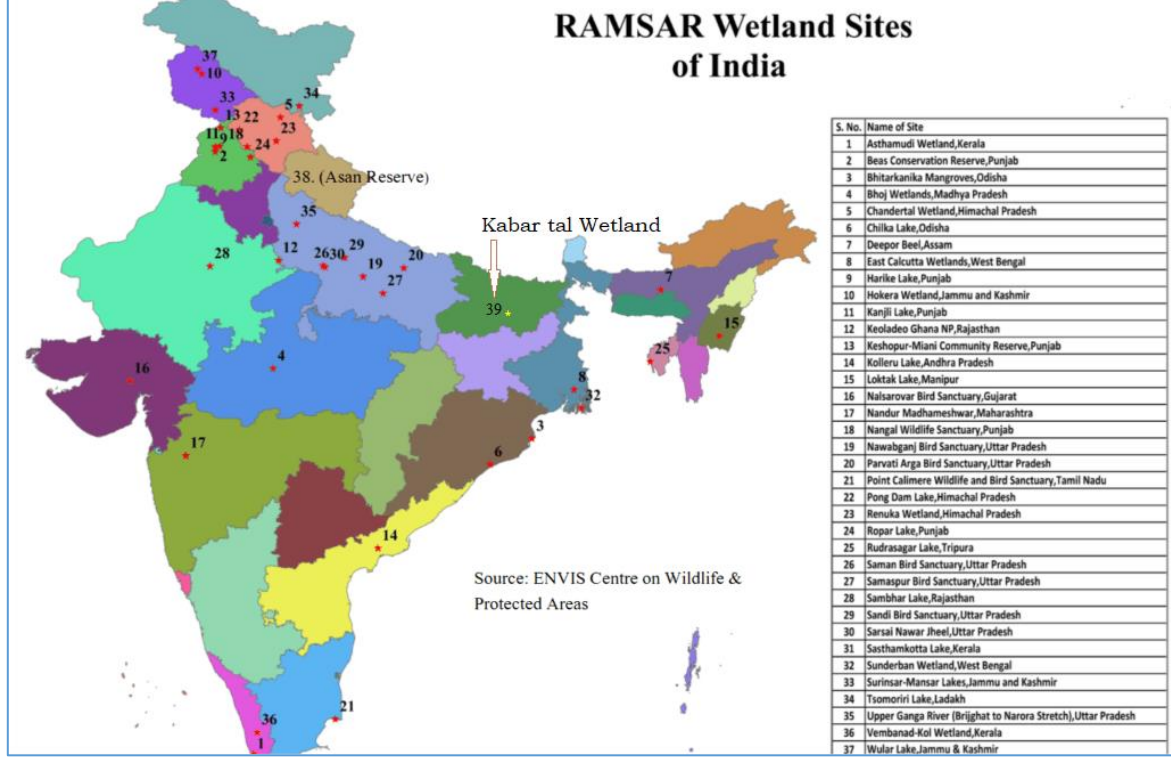 RAMSAR Wetland Sites
of India
37
10
33
34
5
13
22
11
9
18
23
2
24
38. (Asan Reserve)
35
Kabar tal Wetland
28
12
26
30
29
20
19
27
39
7
15
25
16
4
8
32
17
3
6
14
Source: ENVIS Centre on Wildlife &
Protected Areas
21
36
1
S. No. Name of Site
1 Asthamudi Wetland,Kerala
2 Beas Conservation Reserve,Punjab
3 Bhitarkanika Mangroves,Odisha
4 Bhoj Wetlands,Madhya Pradesh
5 Chandertal Wetland,Himachal Pradesh
6 Chilka Lake,Odisha
7 Deepor Beel,Assam
8 East Calcutta Wetlands,West Bengal
9 Harike Lake,Punjab
10 Hokera Wetland,Jammu and Kashmir
11 Kanjli Lake,Punjab
12 Keoladeo Ghana NP,Rajasthan
13 Keshopur-Miani Community Reserve,Punjab
14 Kolleru Lake,Andhra Pradesh
15 Loktak Lake,Manipur
16 Nalsarovar Bird Sanctuary,Gujarat
17 Nandur Madhameshwar,Maharashtra
18 Nangal Wildlife Sanctuary,Punjab
19 Nawabganj Bird Sanctuary,Uttar Pradesh
20 Parvati Arga Bird Sanctuary,Uttar Pradesh
21 Point Calimere Wildlife and Bird Sanctuary,Tamil Nadu
22 Pong Dam Lake,Himachal Pradesh
23 Renuka Wetland,Himachal Pradesh
24 Ropar Lake,Punjab
25 Rudrasagar Lake,Tripura
26 Saman Bird Sanctuary,Uttar Pradesh
27 Samaspur Bird Sanctuary,Uttar Pradesh
28 Sambhar Lake,Rajasthan
29 Sandi Bird Sanctuary,Uttar Pradesh
30 Sarsai Nawar Jheel,Uttar Pradesh
31 Sasthamkotta Lake,Kerala
32 Sunderban Wetland,West Bengal
33 Surinsar-Mansar Lakes,Jammu and Kashmir
34 Tsomoriri Lake,Ladakh
35 Upper Ganga River (Brijghat to Narora Stretch),Uttar Pradesh
36 Vembanad-Kol Wetland,Kerala
37 Wular Lake,Jammu & Kashmir